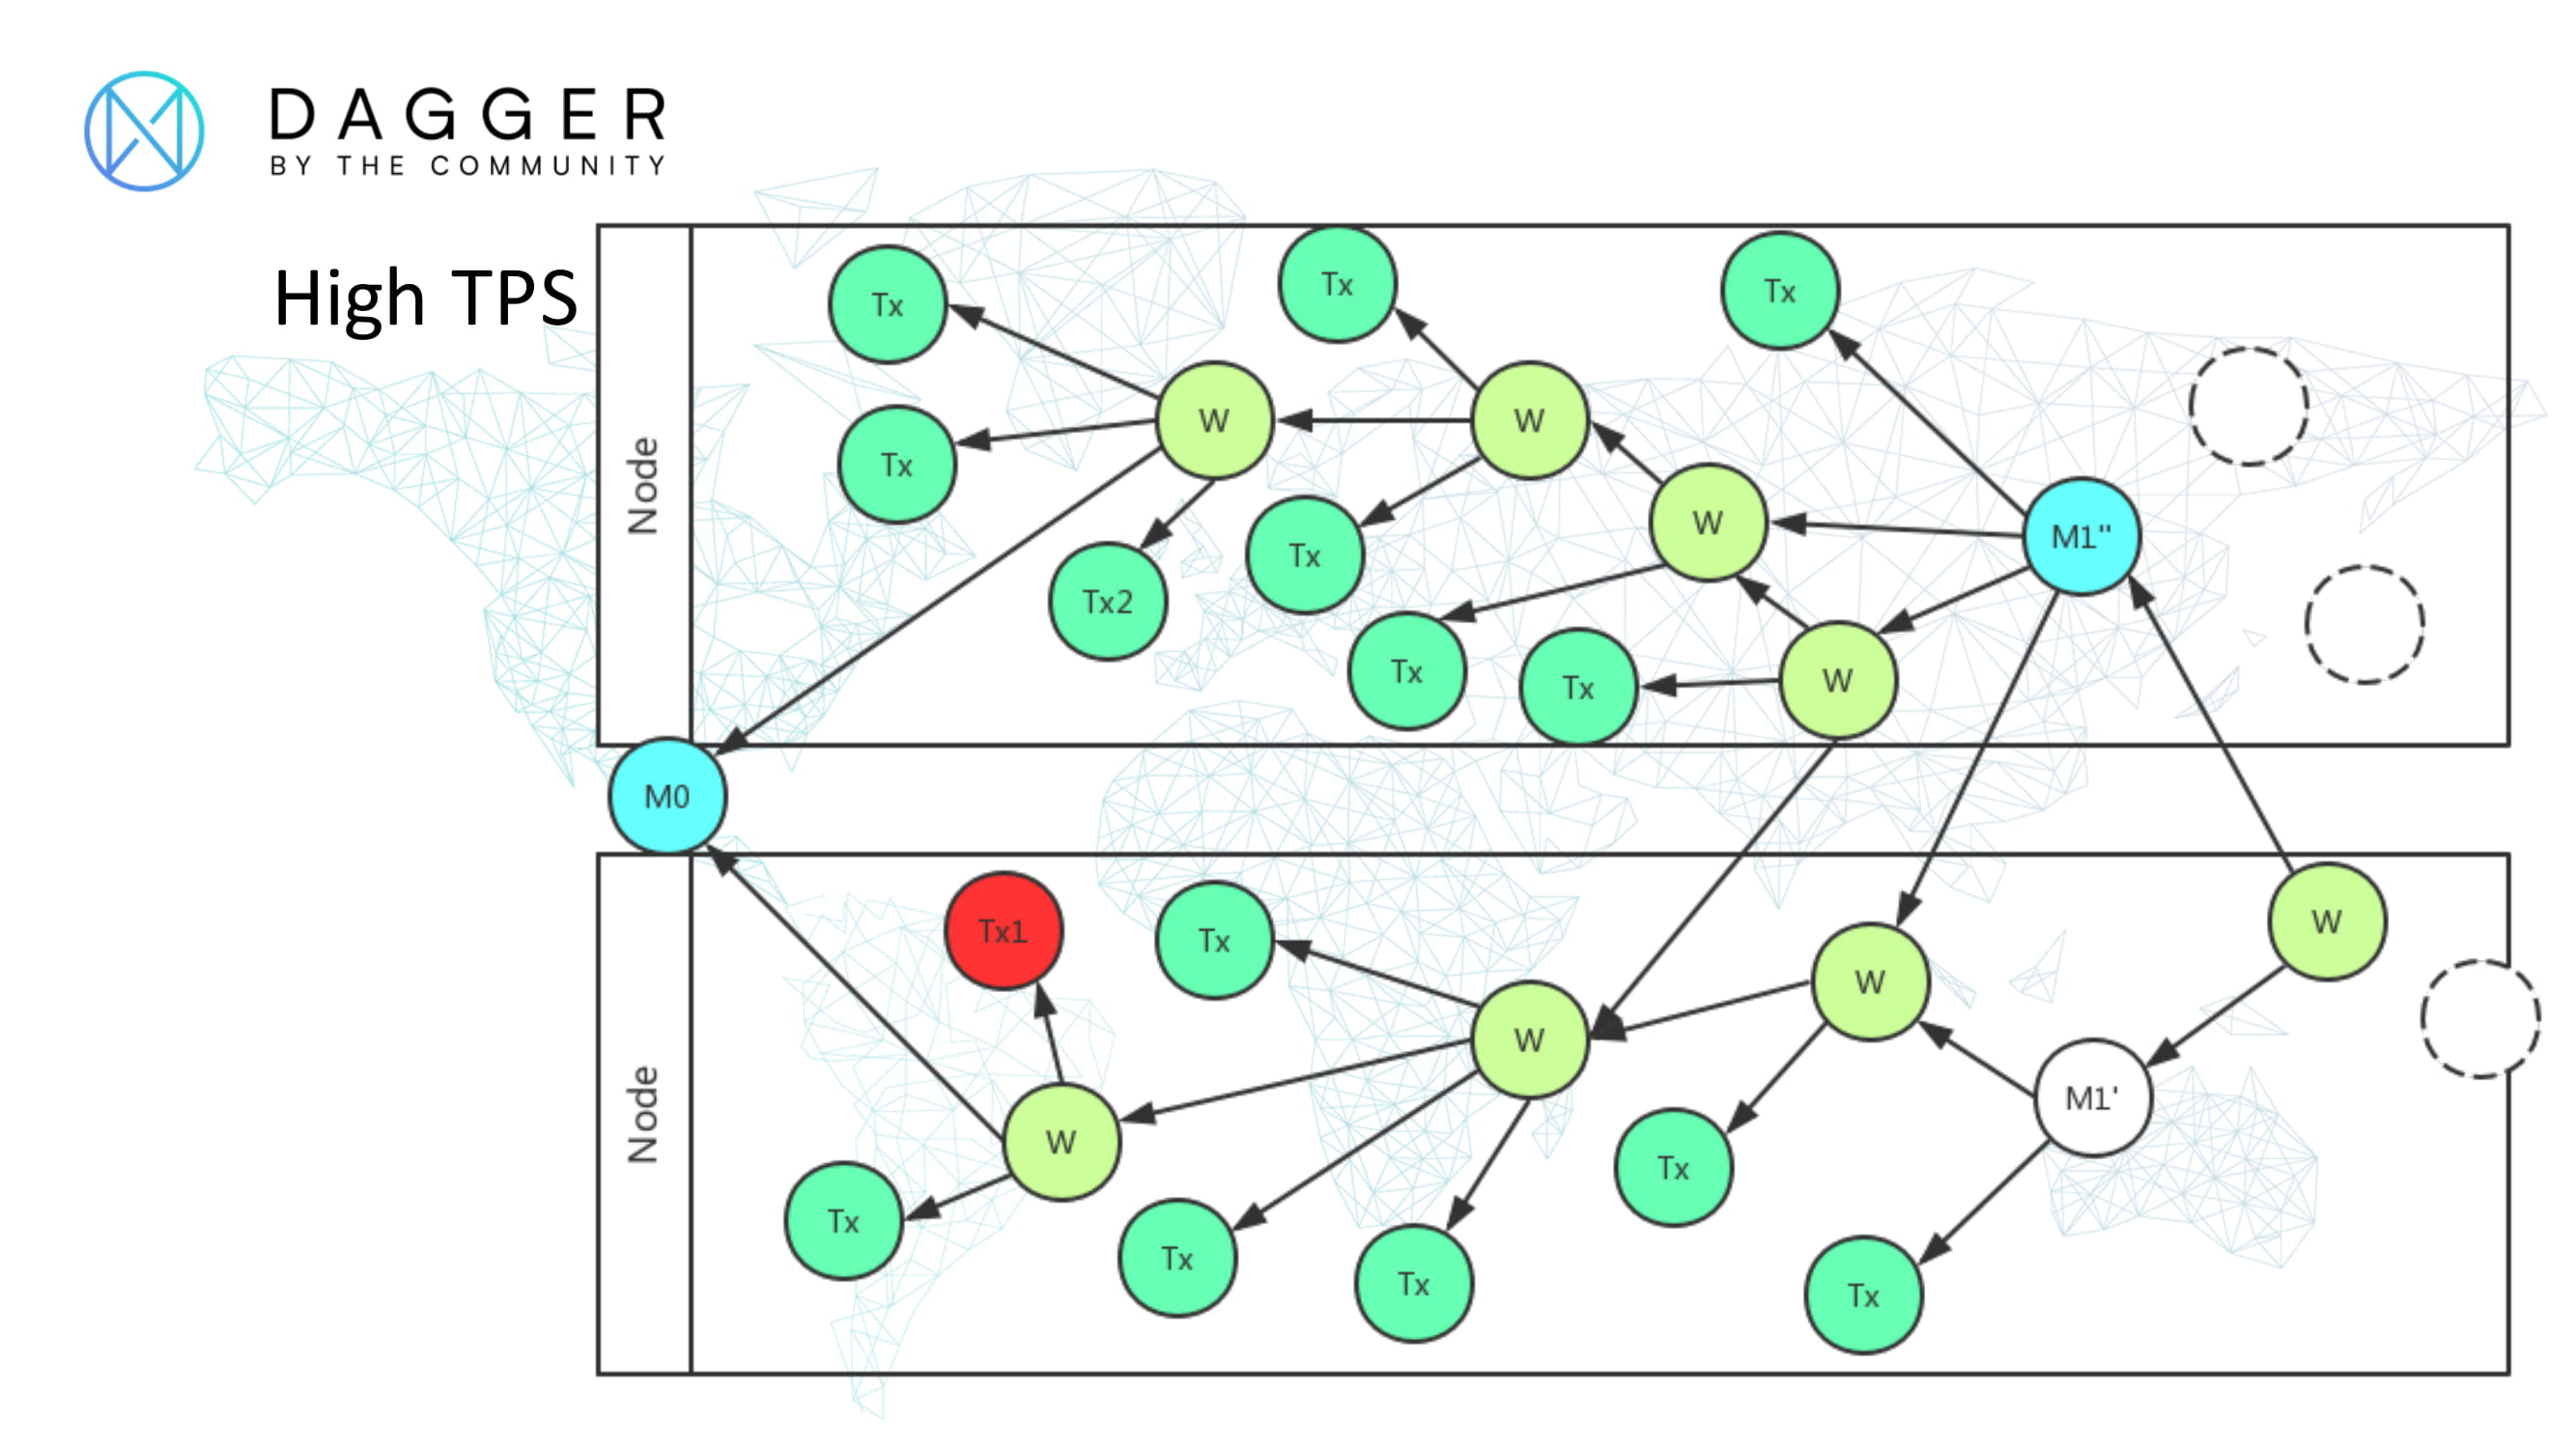 DAGGER
BY THE COMMUNITY
High TPS
Node
Tx
Tx
Tx
Tx
W
W
Tx2
Tx
W
M1"
Tx
Tx
W
M0
Node
Tx1
Tx
W
W
W
W
M1'
Tx
Tx
Tx
Tx
Tx